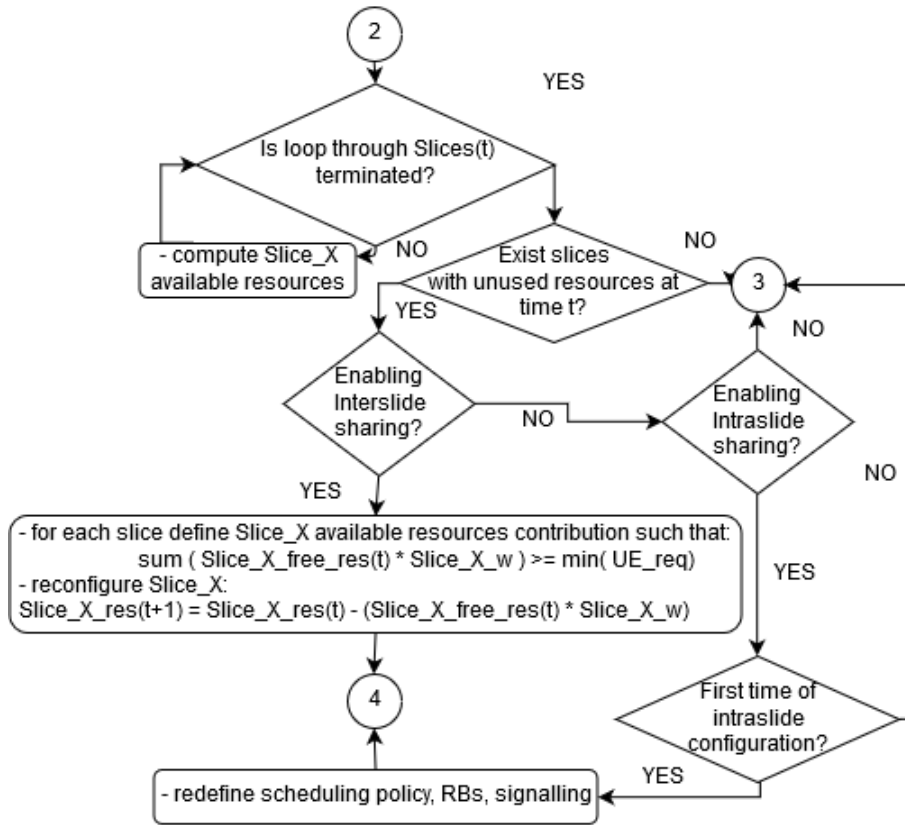 2
YES
Is loop through Slices(t)
terminated?
NO
- compute Slice_X
available resources
Exist slices
with unused resources at
time t?
NO
3
YES
NO
Enabling
Interslide
sharing?
NO
Enabling
Intraslide
sharing?
NO
YES
- for each slice define Slice_X available resources contribution such that:
sum ( Slice_X_free_res(t) * Slice_X_w ) >= min( UE_req)
- reconfigure Slice_X:
Slice_X_res(t+1) = Slice_X_res(t) - (Slice_X_free_res(t) * Slice_X_w)
YES
4
First time of
intraslide
configuration?
YES
- redefine scheduling policy, RBs, signalling